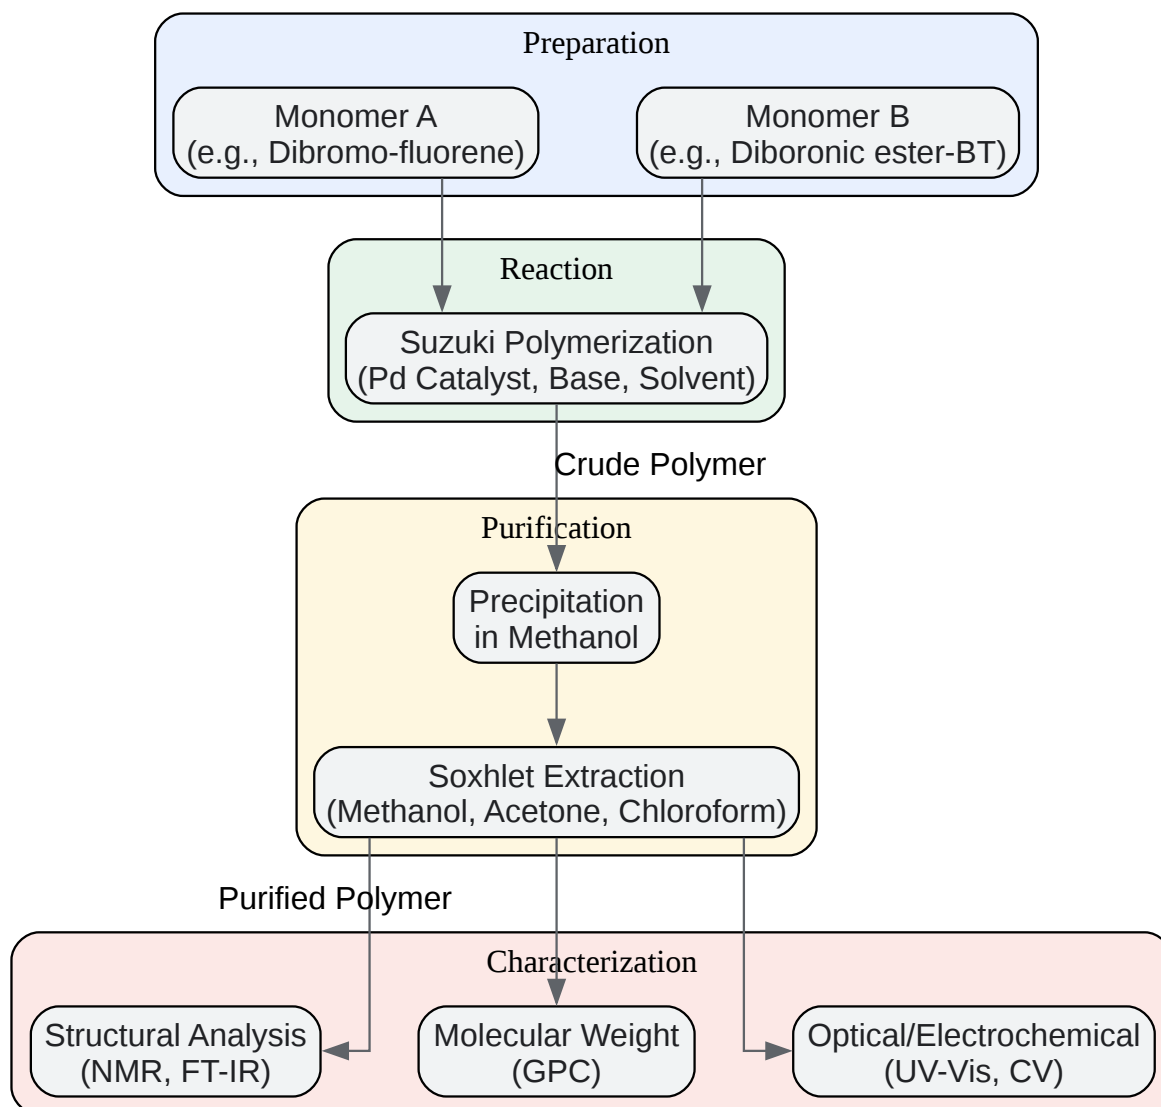 Preparation
Monomer A
(e.g., Dibromo-fluorene)
Monomer B
(e.g., Diboronic ester-BT)
Reaction
Suzuki Polymerization
(Pd Catalyst, Base, Solvent)
Crude Polymer
Purification
Precipitation
in Methanol
Soxhlet Extraction
(Methanol, Acetone, Chloroform)
Purified Polymer
Characterization
Structural Analysis
(NMR, FT-IR)
Molecular Weight
(GPC)
Optical/Electrochemical
(UV-Vis, CV)